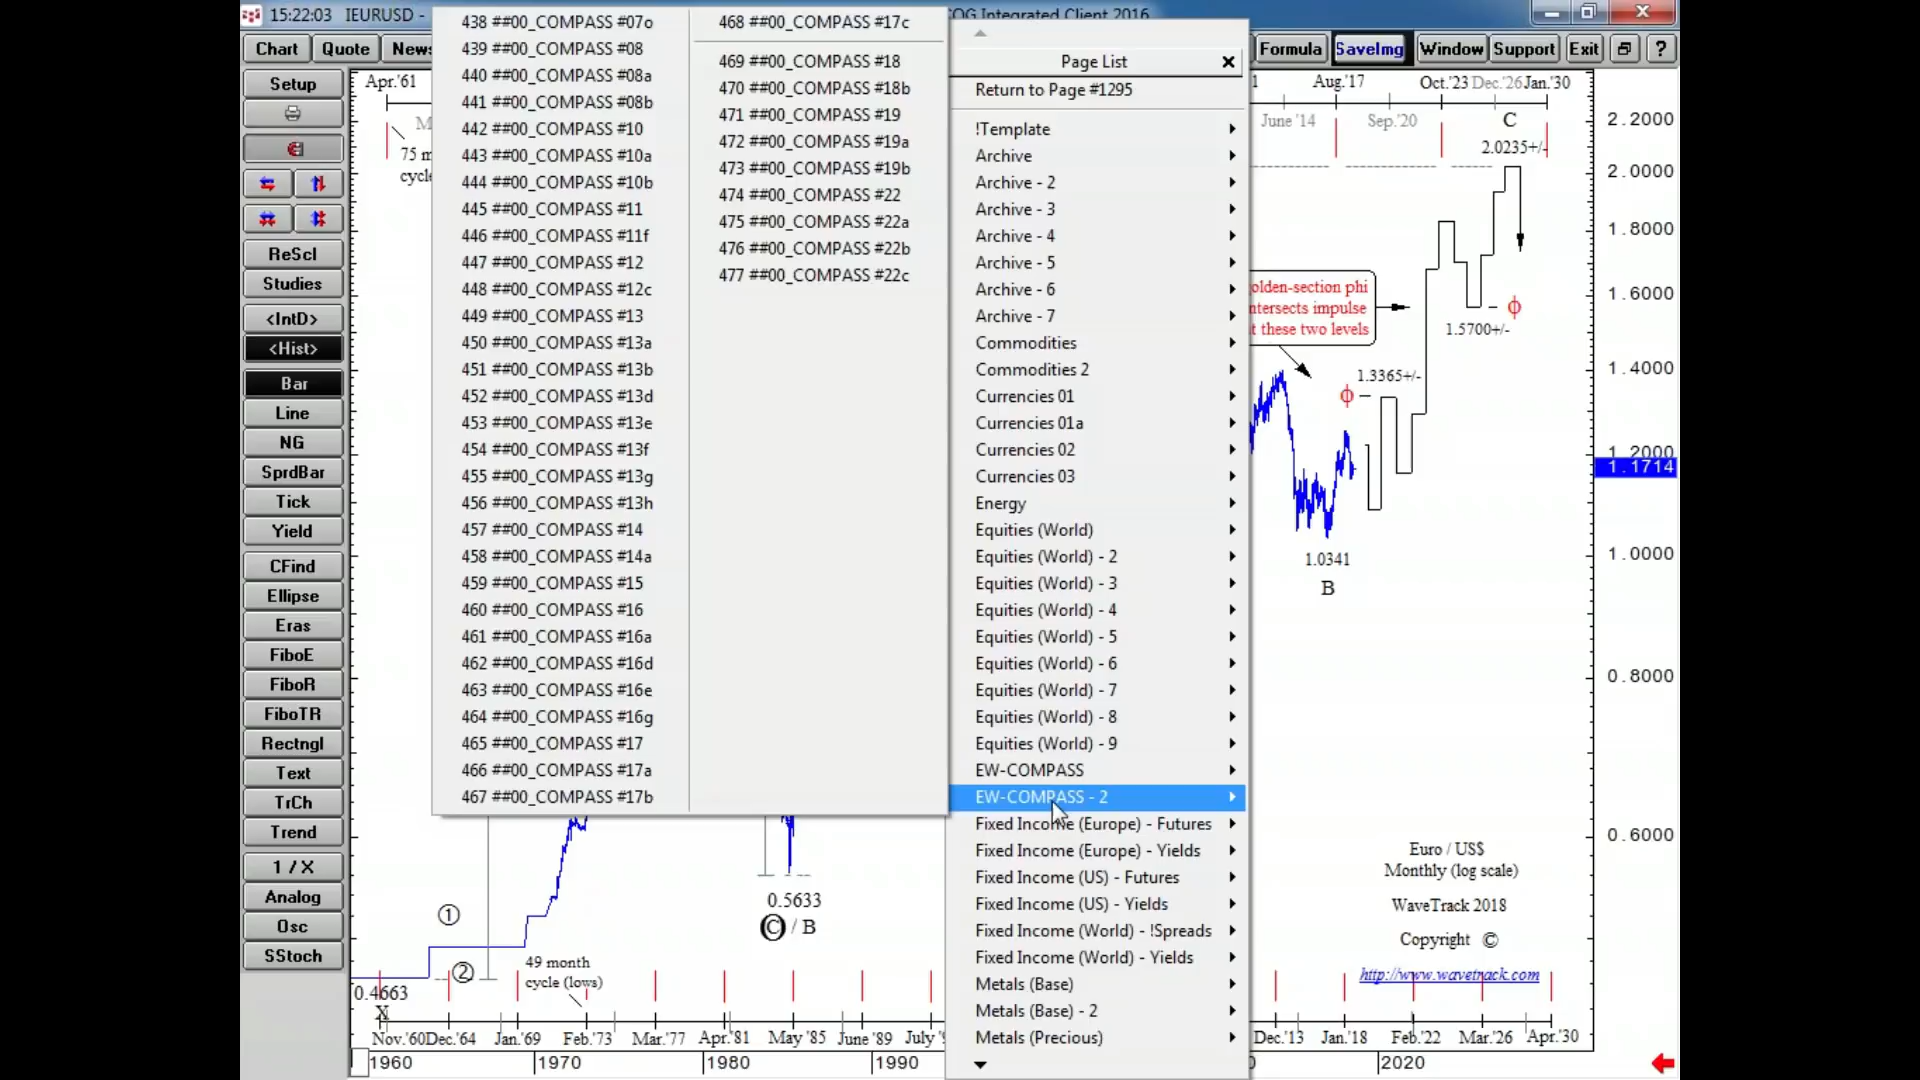 15:22:03 IEURUSD -
CQG Integrated Client 2016
Chart
Quote
News
Formula
SaveImg
Window
Support
Exit
?
Setup
ReScl
Studies
<IntD>
<Hist>
Bar
Line
NG
SprdBar
Tick
Yield
CFind
Ellipse
Eras
FiboE
FiboR
FiboTR
Rectngl
Text
TrCh
Trend
1 / X
Analog
Osc
SStoch
438 ##00_COMPASS #07o
439 ##00_COMPASS #08
440 ##00_COMPASS #08a
441 ##00_COMPASS #08b
442 ##00_COMPASS #10
443 ##00_COMPASS #10a
444 ##00_COMPASS #10b
445 ##00_COMPASS #11
446 ##00_COMPASS #11f
447 ##00_COMPASS #12
448 ##00_COMPASS #12c
449 ##00_COMPASS #13
450 ##00_COMPASS #13a
451 ##00_COMPASS #13b
452 ##00_COMPASS #13d
453 ##00_COMPASS #13e
454 ##00_COMPASS #13f
455 ##00_COMPASS #13g
456 ##00_COMPASS #13h
457 ##00_COMPASS #14
458 ##00_COMPASS #14a
459 ##00_COMPASS #15
460 ##00_COMPASS #16
461 ##00_COMPASS #16a
462 ##00_COMPASS #16d
463 ##00_COMPASS #16e
464 ##00_COMPASS #16g
465 ##00_COMPASS #17
466 ##00_COMPASS #17a
467 ##00_COMPASS #17b
468 ##00_COMPASS #17c
469 ##00_COMPASS #18
470 ##00_COMPASS #18b
471 ##00_COMPASS #19
472 ##00_COMPASS #19a
473 ##00_COMPASS #19b
474 ##00_COMPASS #22
475 ##00_COMPASS #22a
476 ##00_COMPASS #22b
477 ##00_COMPASS #22c
Page List
Return to Page #1295
!Template
Archive
Archive - 2
Archive - 3
Archive - 4
Archive - 5
Archive - 6
Archive - 7
Commodities
Commodities 2
Currencies 01
Currencies 01a
Currencies 02
Currencies 03
Energy
Equities (World)
Equities (World) - 2
Equities (World) - 3
Equities (World) - 4
Equities (World) - 5
Equities (World) - 6
Equities (World) - 7
Equities (World) - 8
Equities (World) - 9
EW-COMPASS
EW-COMPASS - 2
Fixed Income (Europe) - Futures
Fixed Income (Europe) - Yields
Fixed Income (US) - Futures
Fixed Income (US) - Yields
Fixed Income (World) - !Spreads
Fixed Income (World) - Yields
Metals (Base)
Metals (Base) - 2
Metals (Precious)
Apr.'61
75 m
cycle
Aug.'17
Oct.'23 Dec.'26 Jan.'30
June '14
Sep.'20
C
2.0235+/-
olden-section phi
ntersects impulse
t these two levels
ϕ
1.5700+/-
1.3365+/-
ϕ
1.0341
B
2.2000
2.0000
1.8000
1.6000
1.4000
1.2000
1.1714
1.0000
0.8000
0.6000
Euro / US$
Monthly (log scale)
WaveTrack 2018
Copyright ©
http://www.wavetrack.com
0.5633
Ⓒ / B
①
②
49 month
cycle (lows)
0.4663
X
Nov.'60 Dec.'64 Jan.'69 Feb.'73 Mar.'77 Apr.'81 May '85 June '89 July '
Dec.'13 Jan.'18 Feb.'22 Mar.'26 Apr.'30
1960 1970 1980 1990 2020